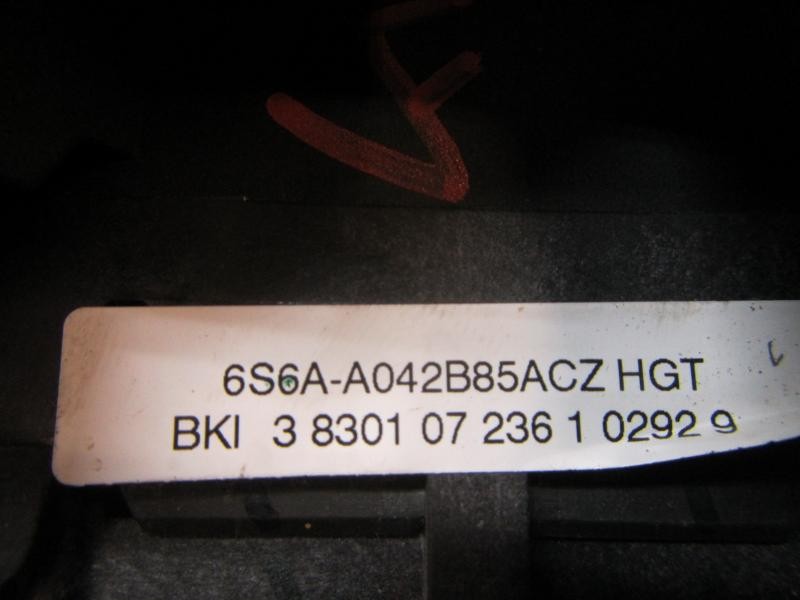 6S6A-A042B85ACZ HGT
BKI 3 8301 07 236 1 0292 9